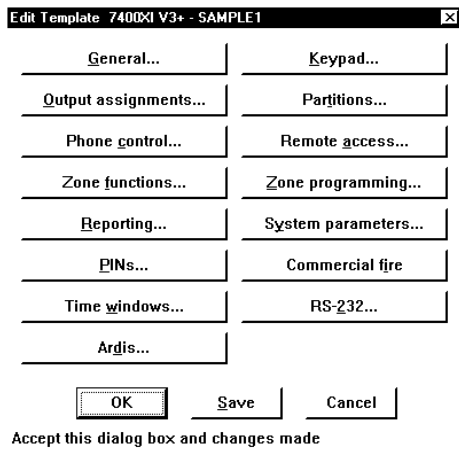 Edit Template 7400XI V3+ - SAMPLE1
General... Keypad...
Output assignments... Partitions...
Phone control... Remote access...
Zone functions... Zone programming...
Reporting... System parameters...
PINs... Commercial fire
Time windows... RS-232...
Ardis...
OK Save Cancel
Accept this dialog box and changes made